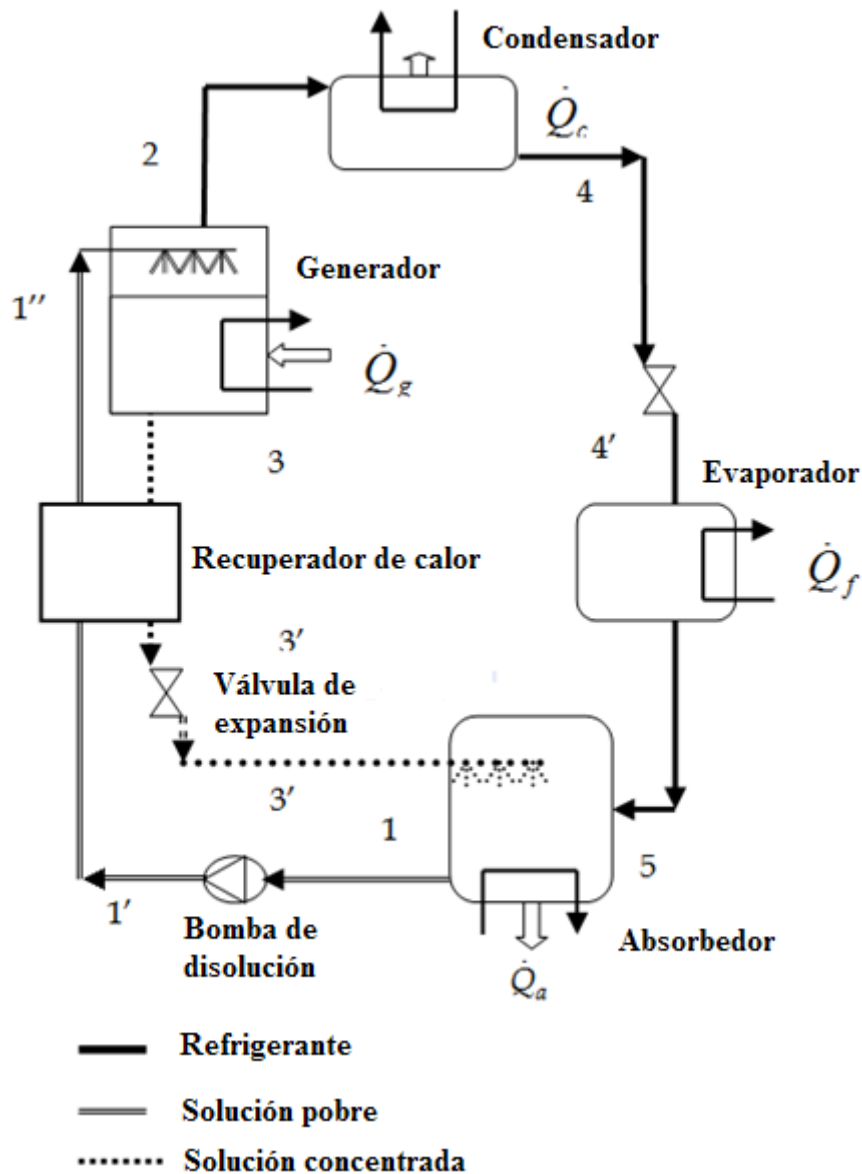 Condensador
Q̇c
2
4
Generador
1''
Q̇g
4'
3
Evaporador
Recuperador de calor
Q̇f
3'
Válvula de
expansión
3'
1
5
1'
Bomba de
disolución
Absorbedor
Q̇a
Refrigerante
Solución pobre
Solución concentrada